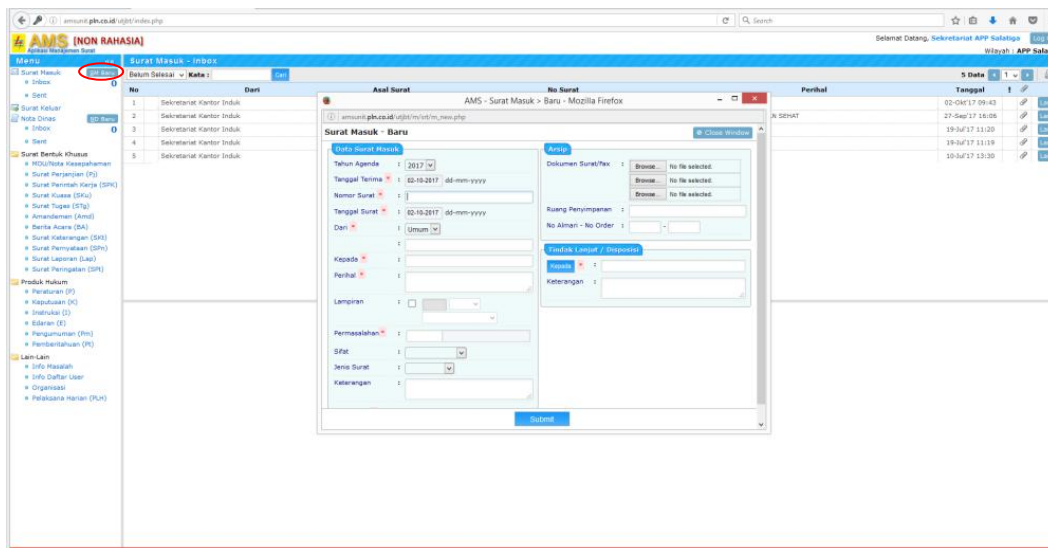 amsunit.pln.co.id/utjbt/index.php
Search
AMS [NON RAHASIA]
Aplikasi Manajemen Surat
Selamat Datang, Sekretariat APP Salatiga
Log
Wilayah : APP Sala
Menu
Surat Masuk - Inbox
Surat Masuk
SM Baru
Inbox 0
Sent
Surat Keluar
Nota Dinas
ND Baru
Inbox 0
Sent
Surat Bentuk Khusus
MOU/Nota Kesepahaman
Surat Perjanjian (Pj)
Surat Perintah Kerja (SPK)
Surat Kuasa (SKu)
Surat Tugas (STg)
Amandemen (Amd)
Berita Acara (BA)
Surat Keterangan (SKt)
Surat Pernyataan (SPn)
Surat Laporan (Lap)
Surat Peringatan (SPt)
Produk Hukum
Peraturan (P)
Keputusan (K)
Instruksi (I)
Edaran (E)
Pengumuman (Pm)
Pemberitahuan (Pt)
Lain-Lain
Info Masalah
Info Daftar User
Organisasi
Pelaksana Harian (PLH)
Belum Selesai Kata : Cari
5 Data 1
No Dari Asal Surat No Surat Perihal Tanggal !
1 Sekretariat Kantor Induk 02-Okt'17 09:43
2 Sekretariat Kantor Induk N SEHAT 27-Sep'17 16:06
3 Sekretariat Kantor Induk 19-Jul'17 11:20
4 Sekretariat Kantor Induk 19-Jul'17 11:19
5 Sekretariat Kantor Induk 10-Jul'17 13:30
AMS - Surat Masuk > Baru - Mozilla Firefox
amsunit.pln.co.id/utjbt/m/srt/m_new.php
Surat Masuk - Baru
Close Window
Data Surat Masuk
Tahun Agenda : 2017
Tanggal Terima * : 02-10-2017 dd-mm-yyyy
Nomor Surat * :
Tanggal Surat * : 02-10-2017 dd-mm-yyyy
Dari * : Umum
:
Kepada * :
Perihal * :
Lampiran :
Permasalahan * :
Sifat :
Jenis Surat :
Keterangan :
Arsip
Dokumen Surat/Fax : Browse... No file selected.
Browse... No file selected.
Browse... No file selected.
Ruang Penyimpanan :
No Almari - No Order : -
Tindak Lanjut / Disposisi
Kepada * :
Keterangan :
Submit